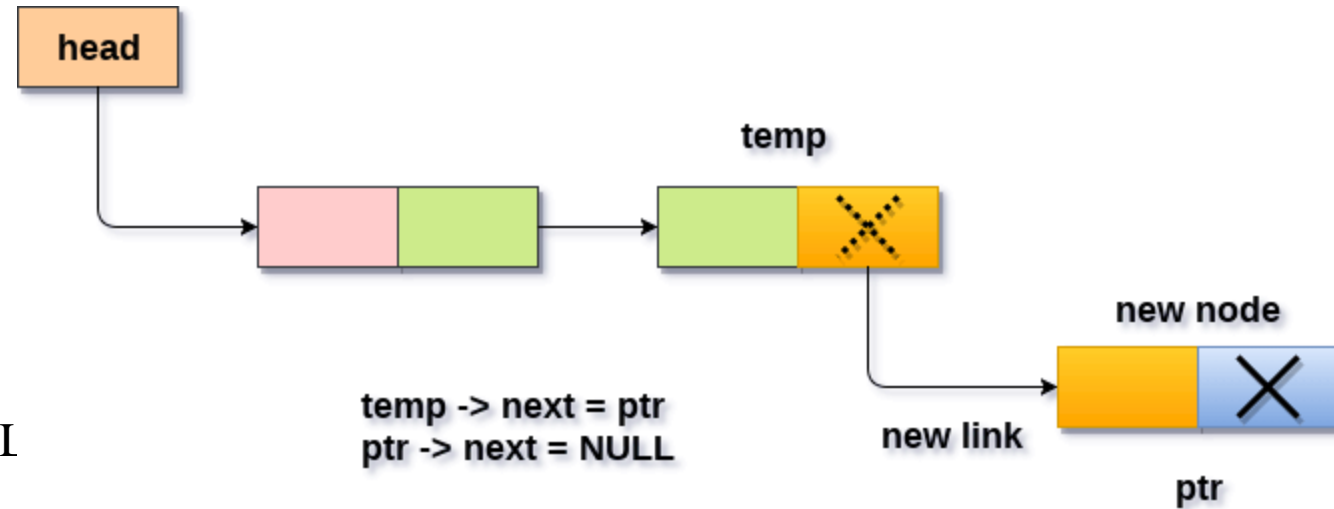 head
temp
new node
temp -> next = ptr
ptr -> next = NULL
new link
ptr